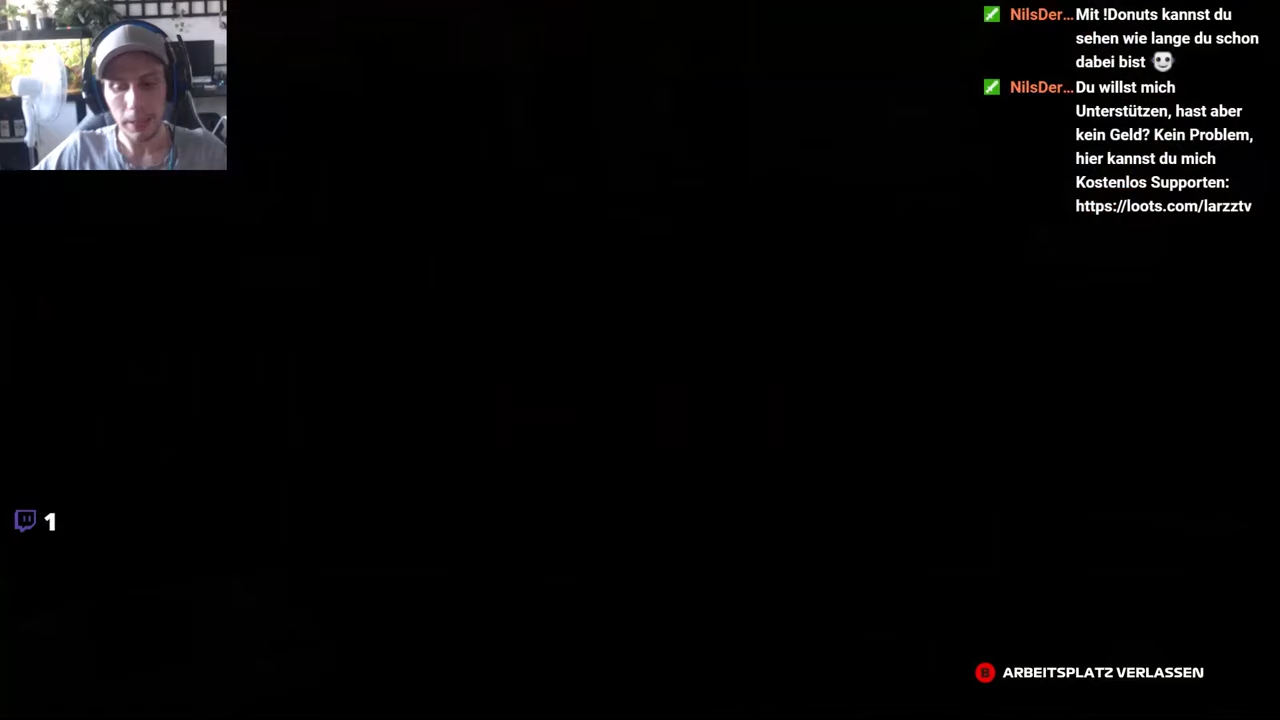 NilsDer... Mit !Donuts kannst du
sehen wie lange du schon
dabei bist
NilsDer... Du willst mich
Unterstützen, hast aber
kein Geld? Kein Problem,
hier kannst du mich
Kostenlos Supporten:
https://loots.com/larzztv
1
B ARBEITSPLATZ VERLASSEN